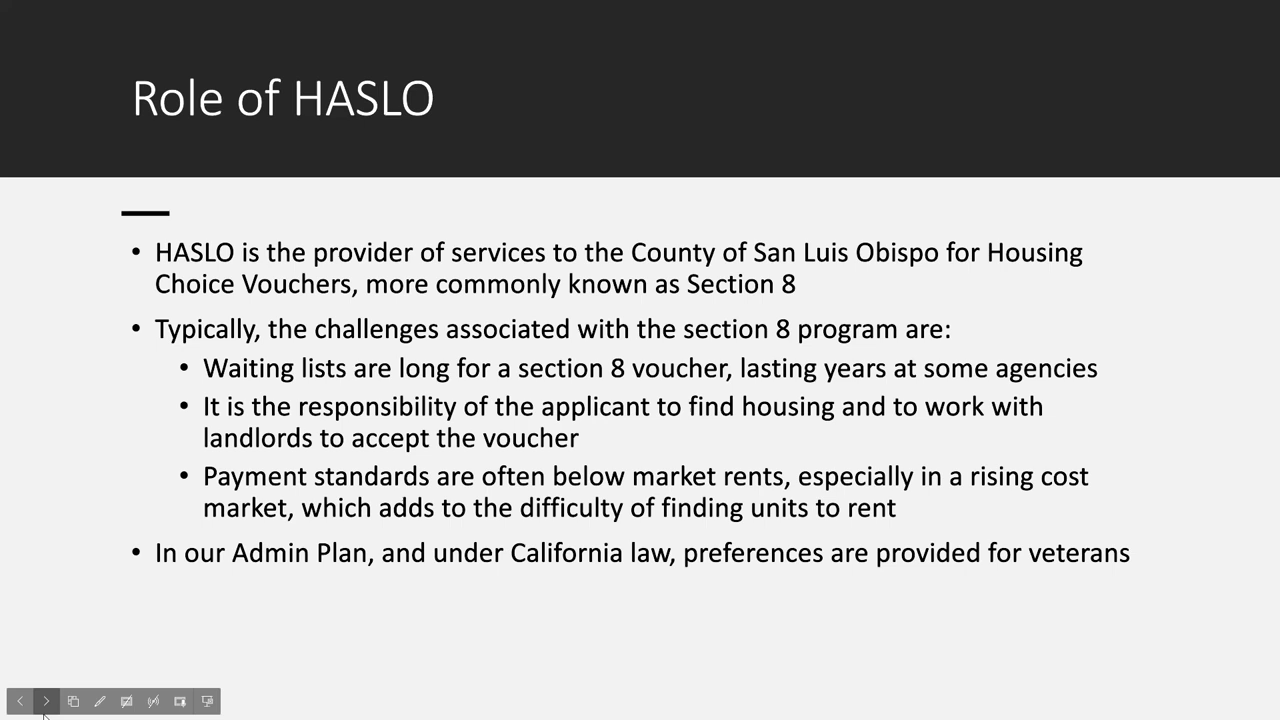 Role of HASLO
• HASLO is the provider of services to the County of San Luis Obispo for Housing
Choice Vouchers, more commonly known as Section 8
• Typically, the challenges associated with the section 8 program are:
• Waiting lists are long for a section 8 voucher, lasting years at some agencies
• It is the responsibility of the applicant to find housing and to work with
landlords to accept the voucher
• Payment standards are often below market rents, especially in a rising cost
market, which adds to the difficulty of finding units to rent
• In our Admin Plan, and under California law, preferences are provided for veterans